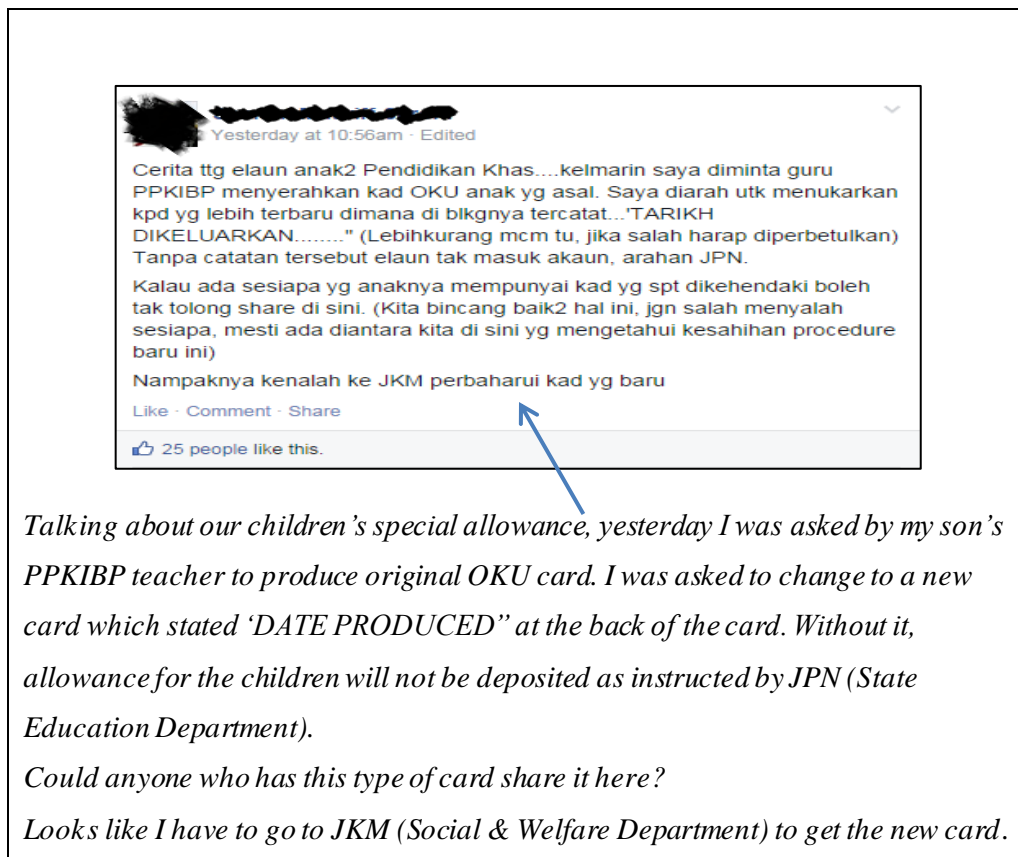 Yesterday at 10:56am · Edited
Cerita ttg elaun anak2 Pendidikan Khas....kelmarin saya diminta guru
PPKIBP menyerahkan kad OKU anak yg asal. Saya diarah utk menukarkan
kpd yg lebih terbaru dimana di blkgnya tercatat...'TARIKH
DIKELUARKAN........" (Lebihkurang mcm tu, jika salah harap diperbetulkan)
Tanpa catatan tersebut elaun tak masuk akaun, arahan JPN.
Kalau ada sesiapa yg anaknya mempunyai kad yg spt dikehendaki boleh
tak tolong share di sini. (Kita bincang baik2 hal ini, jgn salah menyalah
sesiapa, mesti ada diantara kita di sini yg mengetahui kesahihan procedure
baru ini)
Nampaknya kenalah ke JKM perbaharui kad yg baru
Like · Comment · Share
25 people like this.
Talking about our children's special allowance, yesterday I was asked by my son's
PPKIBP teacher to produce original OKU card. I was asked to change to a new
card which stated 'DATE PRODUCED" at the back of the card. Without it,
allowance for the children will not be deposited as instructed by JPN (State
Education Department).
Could anyone who has this type of card share it here?
Looks like I have to go to JKM (Social & Welfare Department) to get the new card.